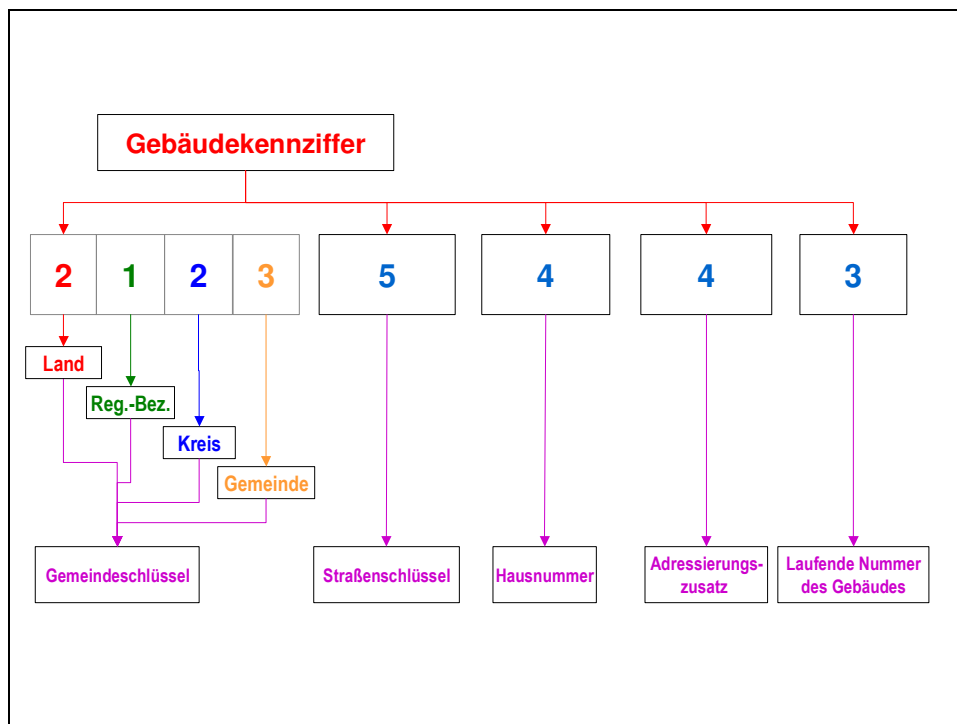 Gebäudekennziffer
2 1 2 3 5 4 4 3
Land
Reg.-Bez.
Kreis
Gemeinde
Gemeindeschlüssel
Straßenschlüssel
Hausnummer
Adressierungs-
zusatz
Laufende Nummer
des Gebäudes